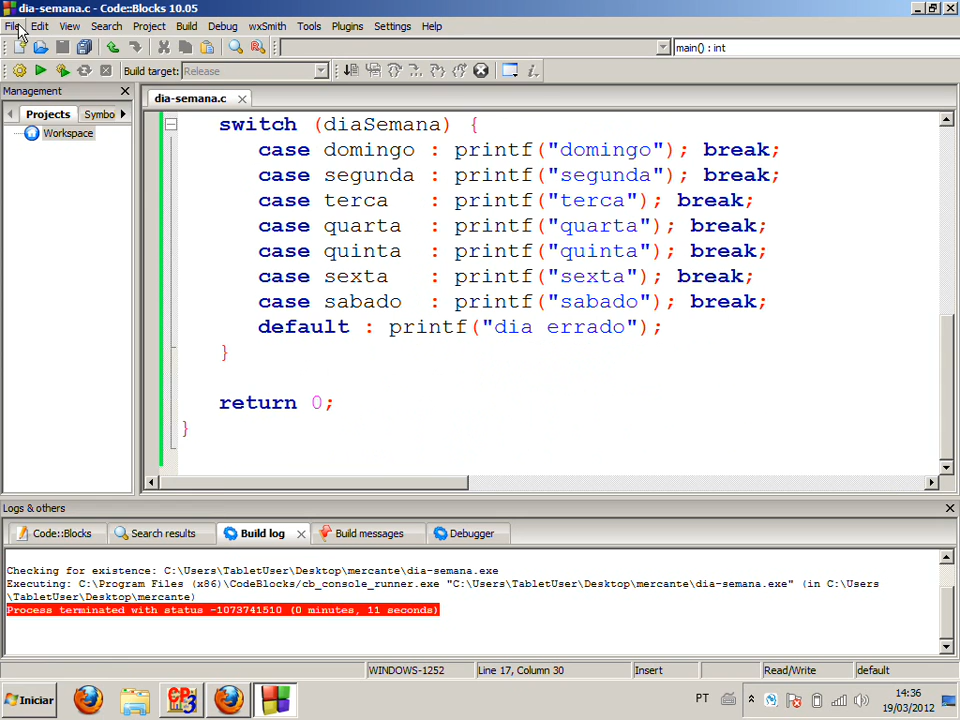 dia-semana.c - Code::Blocks 10.05
File Edit View Search Project Build Debug wxSmith Tools Plugins Settings Help
main() : int
Build target: Release
Management
Projects Symbo
Workspace
dia-semana.c
switch (diaSemana) {
case domingo : printf("domingo"); break;
case segunda : printf("segunda"); break;
case terca : printf("terca"); break;
case quarta : printf("quarta"); break;
case quinta : printf("quinta"); break;
case sexta : printf("sexta"); break;
case sabado : printf("sabado"); break;
default : printf("dia errado");
}
return 0;
}
Logs & others
Code::Blocks Search results Build log Build messages Debugger
Checking for existence: C:\Users\TabletUser\Desktop\mercante\dia-semana.exe
Executing: C:\Program Files (x86)\CodeBlocks/cb_console_runner.exe "C:\Users\TabletUser\Desktop\mercante\dia-semana.exe" (in C:\Users
\TabletUser\Desktop\mercante)
Process terminated with status -1073741510 (0 minutes, 11 seconds)
WINDOWS-1252 Line 17, Column 30 Insert Read/Write default
Iniciar
PT
14:36
19/03/2012